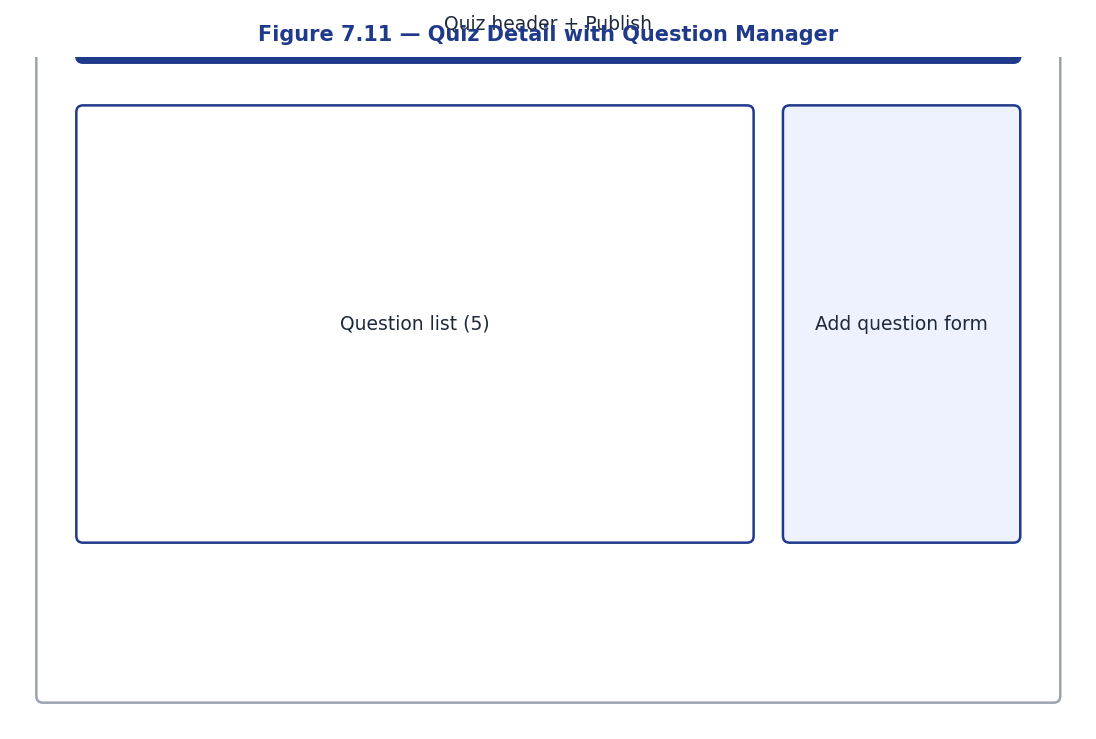 Quiz header + Publish
Figure 7.11 — Quiz Detail with Question Manager
Question list (5)
Add question form